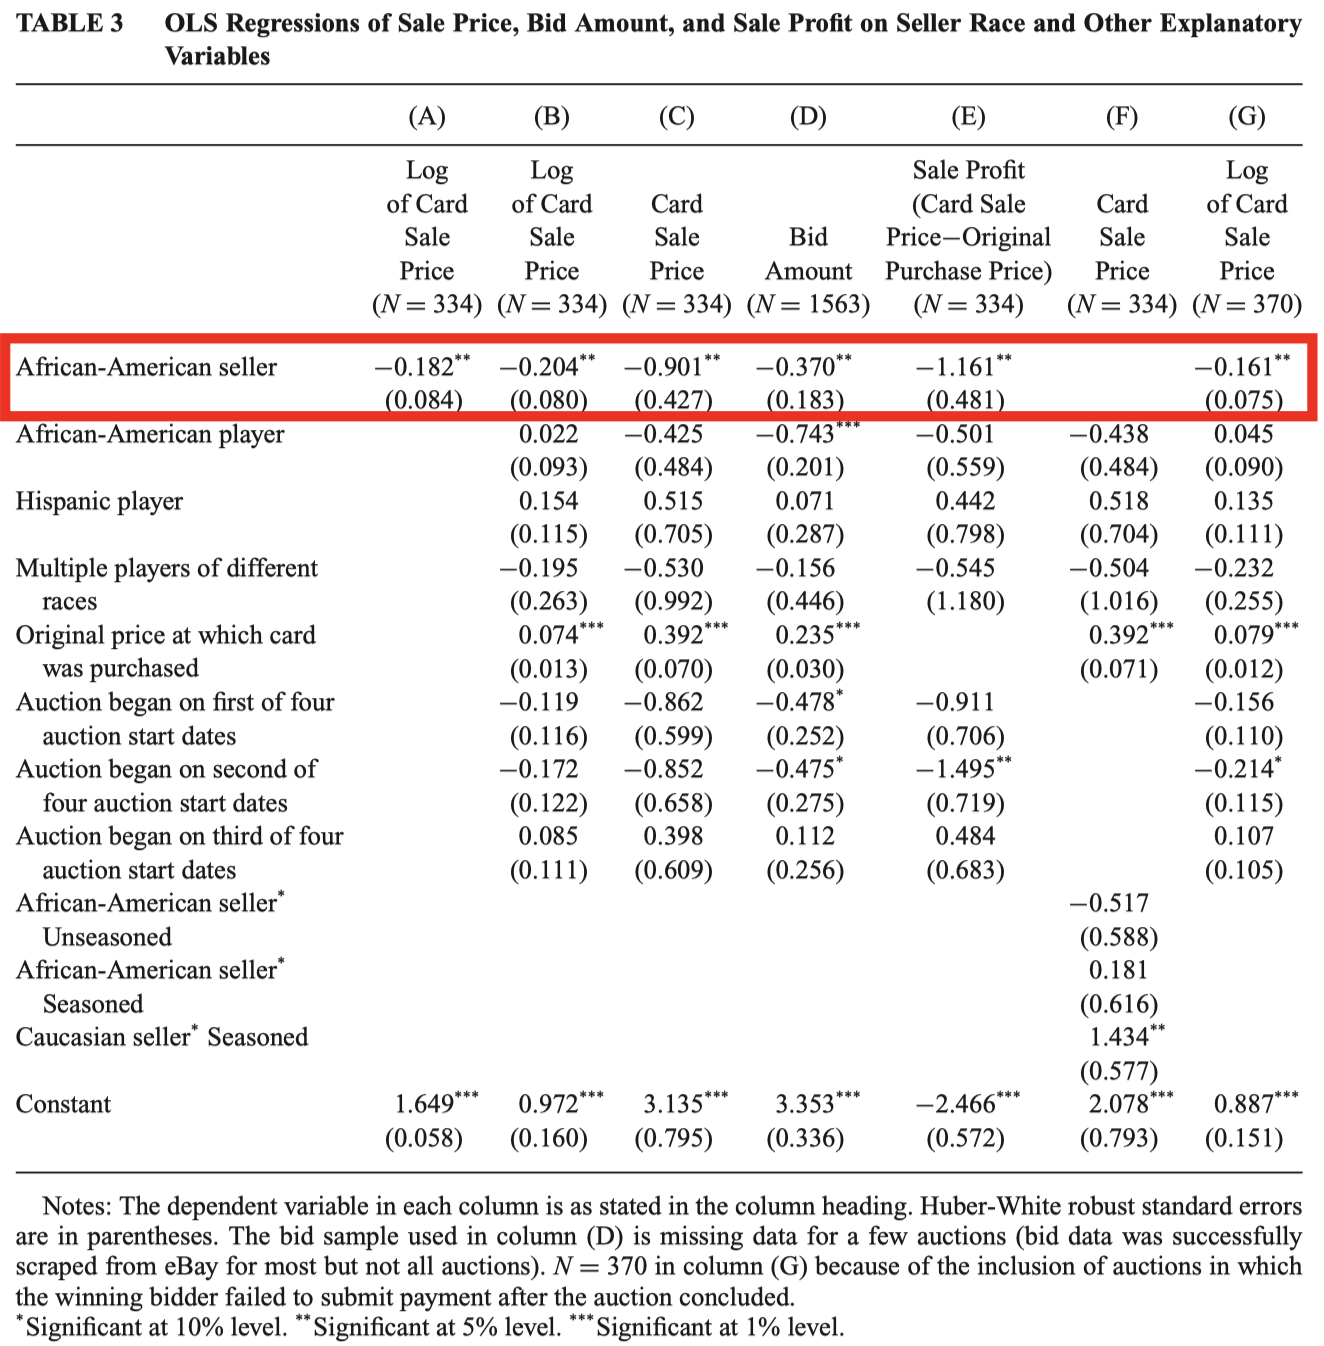 TABLE 3 OLS Regressions of Sale Price, Bid Amount, and Sale Profit on Seller Race and Other Explanatory
Variables
(A) (B) (C) (D) (E) (F) (G)
Log Log Sale Profit Log
of Card of Card Card (Card Sale Card of Card
Sale Sale Sale Bid Price—Original Sale Sale
Price Price Price Amount Purchase Price) Price Price
(N = 334) (N = 334) (N = 334) (N = 1563) (N = 334) (N = 334) (N = 370)
African-American seller −0.182** −0.204** −0.901** −0.370** −1.161** −0.161**
(0.084) (0.080) (0.427) (0.183) (0.481) (0.075)
African-American player 0.022 −0.425 −0.743*** −0.501 −0.438 0.045
(0.093) (0.484) (0.201) (0.559) (0.484) (0.090)
Hispanic player 0.154 0.515 0.071 0.442 0.518 0.135
(0.115) (0.705) (0.287) (0.798) (0.704) (0.111)
Multiple players of different −0.195 −0.530 −0.156 −0.545 −0.504 −0.232
races (0.263) (0.992) (0.446) (1.180) (1.016) (0.255)
Original price at which card 0.074*** 0.392*** 0.235*** 0.392*** 0.079***
was purchased (0.013) (0.070) (0.030) (0.071) (0.012)
Auction began on first of four −0.119 −0.862 −0.478* −0.911 −0.156
auction start dates (0.116) (0.599) (0.252) (0.706) (0.110)
Auction began on second of −0.172 −0.852 −0.475* −1.495** −0.214*
four auction start dates (0.122) (0.658) (0.275) (0.719) (0.115)
Auction began on third of four 0.085 0.398 0.112 0.484 0.107
auction start dates (0.111) (0.609) (0.256) (0.683) (0.105)
African-American seller* −0.517
Unseasoned (0.588)
African-American seller* 0.181
Seasoned (0.616)
Caucasian seller* Seasoned 1.434**
(0.577)
Constant 1.649*** 0.972*** 3.135*** 3.353*** −2.466*** 2.078*** 0.887***
(0.058) (0.160) (0.795) (0.336) (0.572) (0.793) (0.151)
Notes: The dependent variable in each column is as stated in the column heading. Huber-White robust standard errors
are in parentheses. The bid sample used in column (D) is missing data for a few auctions (bid data was successfully
scraped from eBay for most but not all auctions). N = 370 in column (G) because of the inclusion of auctions in which
the winning bidder failed to submit payment after the auction concluded.
*Significant at 10% level. **Significant at 5% level. ***Significant at 1% level.